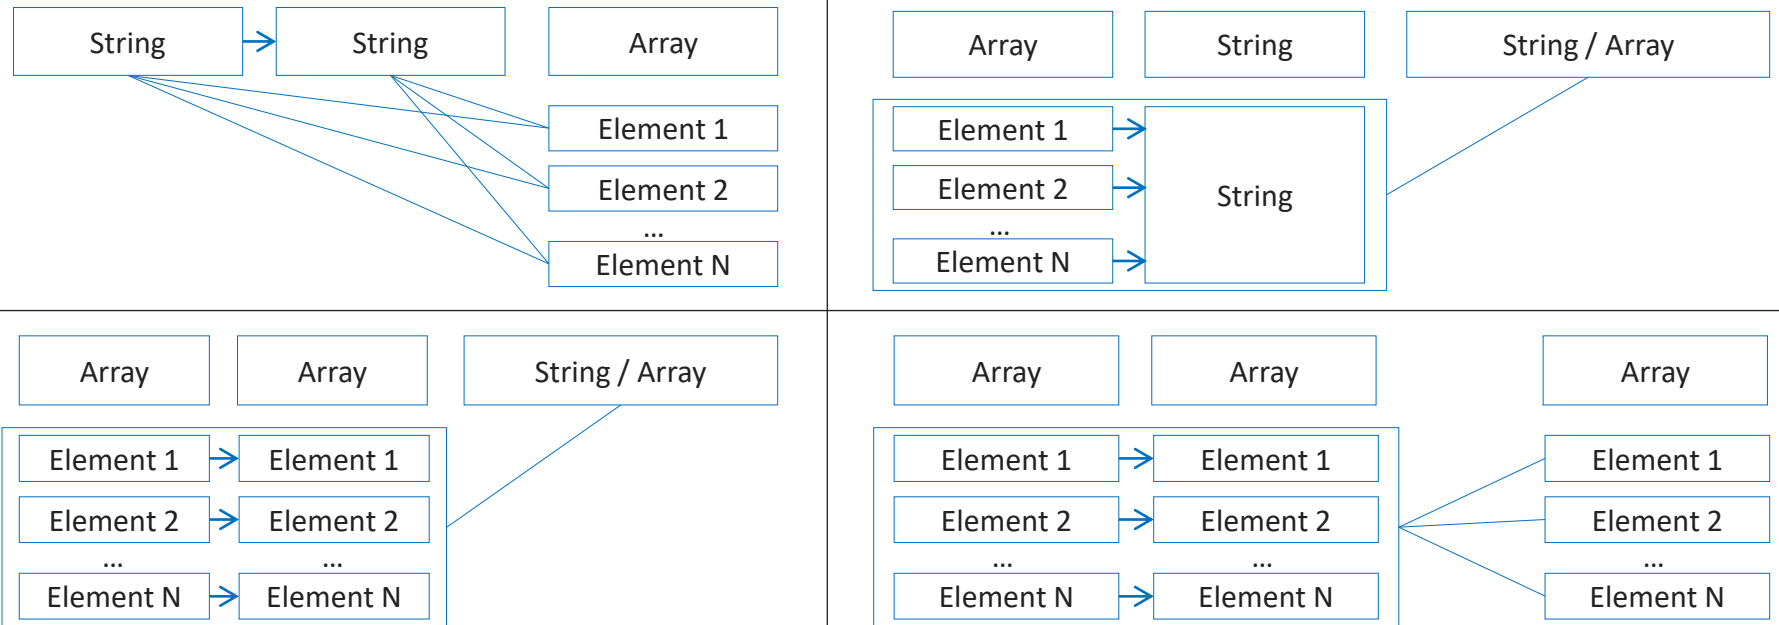 String String Array
Element 1
Element 2
...
Element N
Array String String / Array
Element 1
Element 2 String
...
Element N
Array Array String / Array
Element 1 Element 1
Element 2 Element 2
... ...
Element N Element N
Array Array Array
Element 1 Element 1 Element 1
Element 2 Element 2 Element 2
... ... ...
Element N Element N Element N